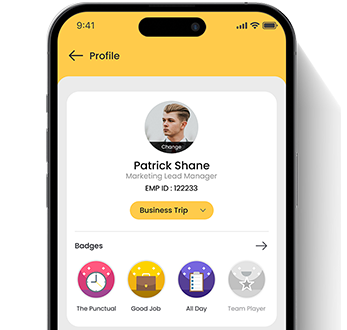 9:41
Profile
Change
Patrick Shane
Marketing Lead Manager
EMP ID : 122233
Business Trip
Badges
The Punctual
Good Job
All Day
Team Player